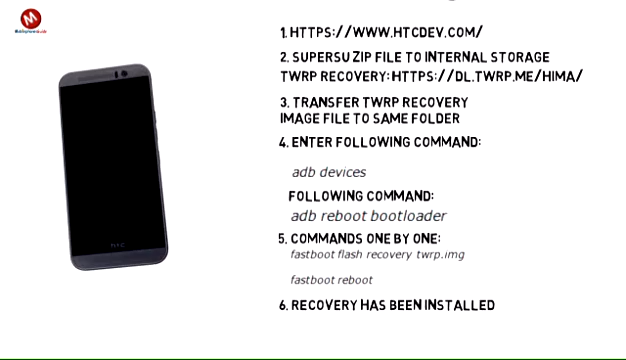 1. HTTPS://WWW.HTCDEV.COM/
2. SUPERSU ZIP FILE TO INTERNAL STORAGE
TWRP RECOVERY: HTTPS://DL.TWRP.ME/HIMA/
3. TRANSFER TWRP RECOVERY
IMAGE FILE TO SAME FOLDER
4. ENTER FOLLOWING COMMAND:
adb devices
FOLLOWING COMMAND:
adb reboot bootloader
5. COMMANDS ONE BY ONE:
fastboot flash recovery twrp.img
fastboot reboot
6. RECOVERY HAS BEEN INSTALLED
hTC